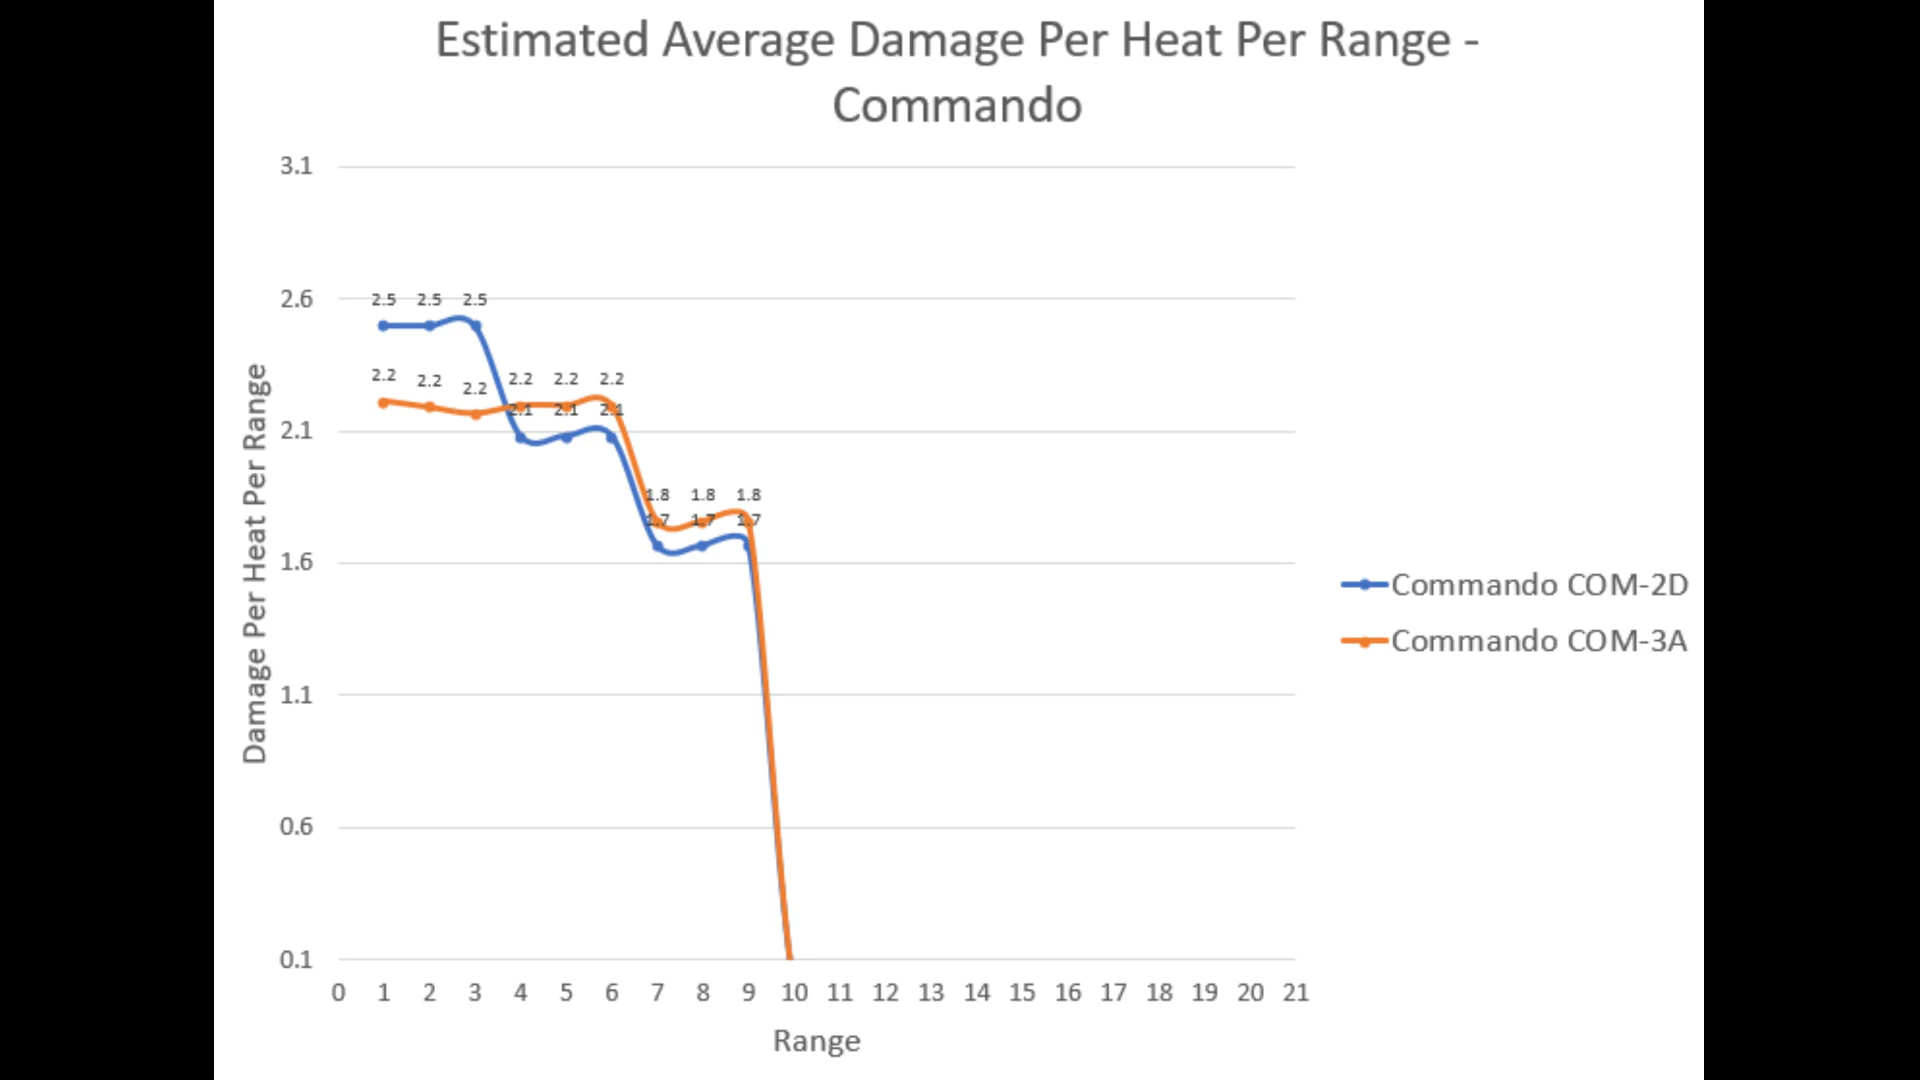 Estimated Average Damage Per Heat Per Range -
Commando
3.1
2.6
2.1
1.6
1.1
0.6
0.1
Damage Per Heat Per Range
2.5 2.5 2.5
2.2 2.2 2.2 2.2 2.2 2.2
2.1 2.1 2.1
1.8 1.8 1.8
1.7 1.7 1.7
Commando COM-2D
Commando COM-3A
0 1 2 3 4 5 6 7 8 9 10 11 12 13 14 15 16 17 18 19 20 21
Range